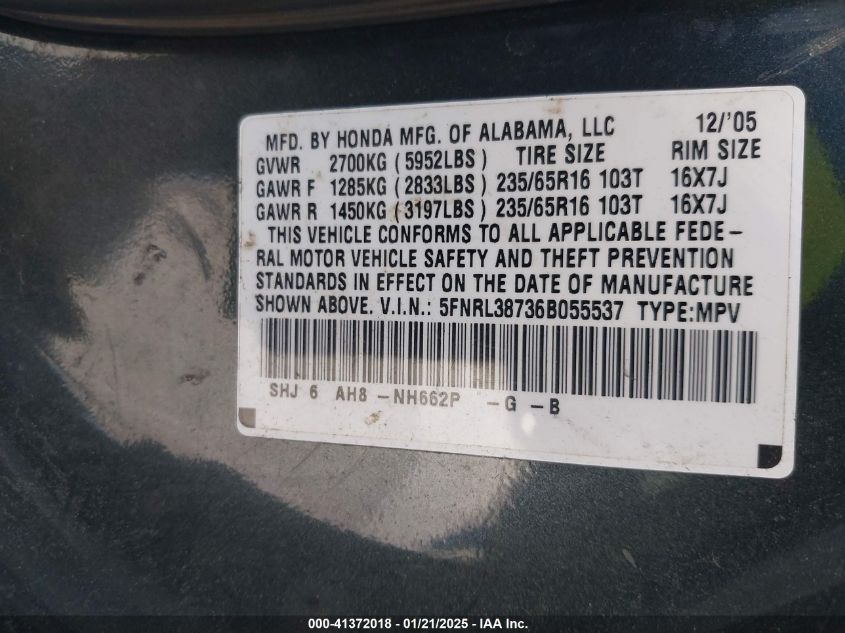 MFD. BY HONDA MFG. OF ALABAMA, LLC 12/'05
GVWR 2700KG (5952LBS) TIRE SIZE RIM SIZE
GAWR F 1285KG (2833LBS) 235/65R16 103T 16X7J
GAWR R 1450KG (3197LBS) 235/65R16 103T 16X7J
THIS VEHICLE CONFORMS TO ALL APPLICABLE FEDE-
RAL MOTOR VEHICLE SAFETY AND THEFT PREVENTION
STANDARDS IN EFFECT ON THE DATE OF MANUFACTURE
SHOWN ABOVE. V.I.N.: 5FNRL38736B055537 TYPE:MPV
SHJ 6 AH8 -NH662P -G -B
000-41372018 - 01/21/2025 - IAA Inc.